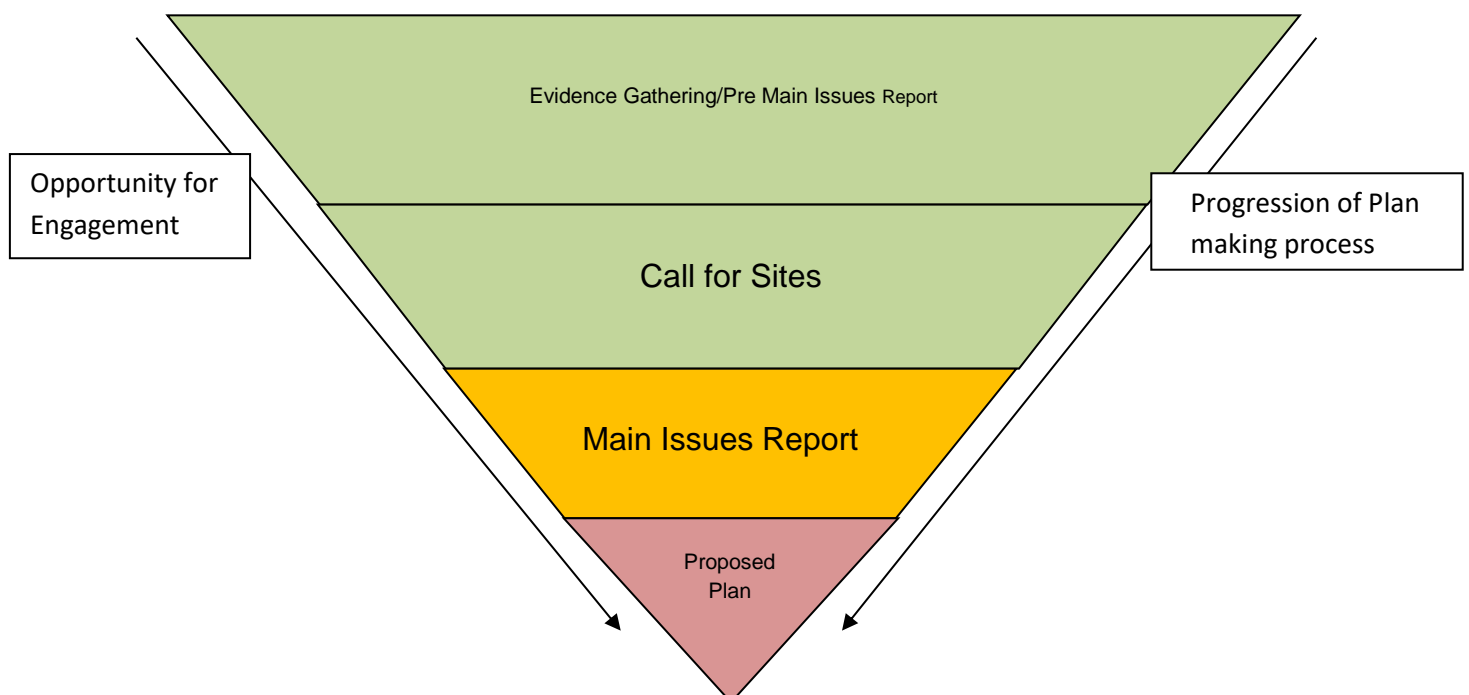 Evidence Gathering/Pre Main Issues Report
Opportunity for
Engagement
Progression of Plan
making process
Call for Sites
Main Issues Report
Proposed
Plan